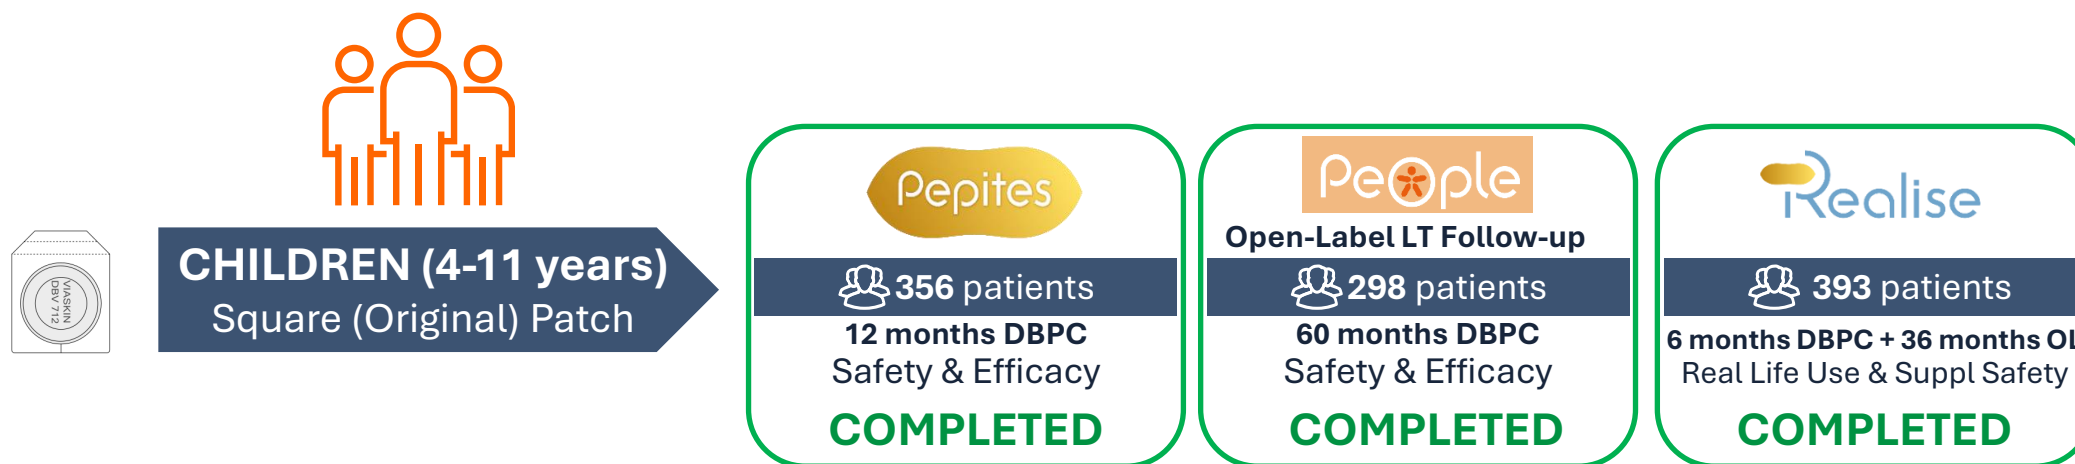 VIASKIN
DBV 712
CHILDREN (4-11 years)
Square (Original) Patch
Pepites
356 patients
12 months DBPC
Safety & Efficacy
COMPLETED
People
Open-Label LT Follow-up
298 patients
60 months DBPC
Safety & Efficacy
COMPLETED
Realise
393 patients
6 months DBPC + 36 months OL
Real Life Use & Suppl Safety
COMPLETED